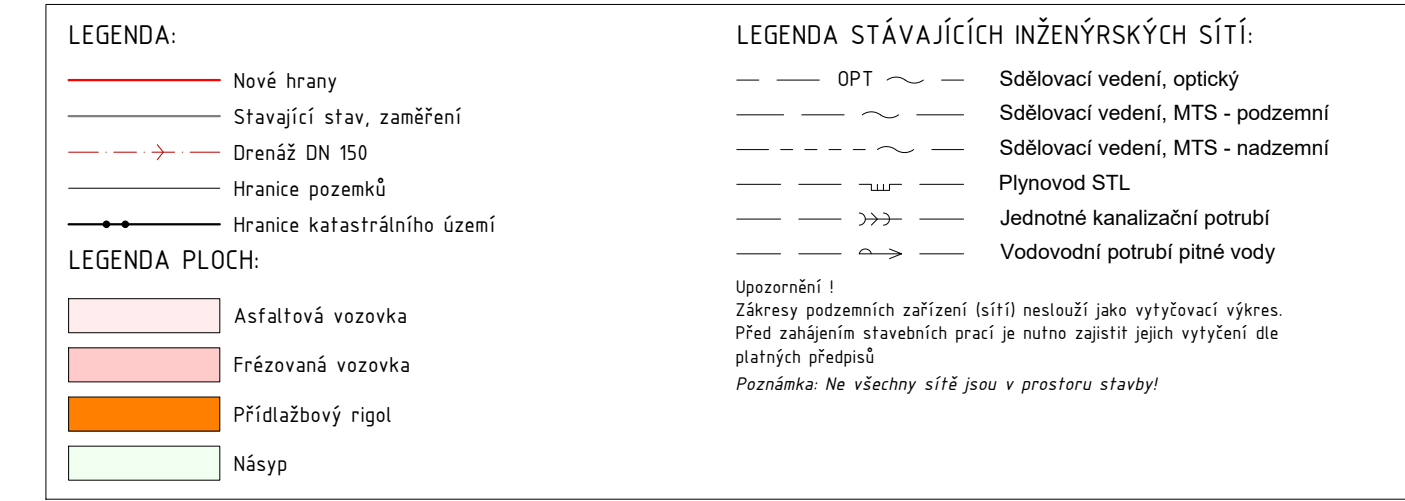 LEGENDA:
Nové hrany
Stavající stav, zaměření
Drenáž DN 150
Hranice pozemků
Hranice katastrálního území
LEGENDA PLOCH:
Asfaltová vozovka
Frézovaná vozovka
Přídlažbový rigol
Násyp
LEGENDA STÁVAJÍCÍCH INŽENÝRSKÝCH SÍTÍ:
OPT Sdělovací vedení, optický
Sdělovací vedení, MTS - podzemní
Sdělovací vedení, MTS - nadzemní
Plynovod STL
Jednotné kanalizační potrubí
Vodovodní potrubí pitné vody
Upozornění !
Zákresy podzemních zařízení (sítí) neslouží jako vytyčovací výkres.
Před zahájením stavebních prací je nutno zajistit jejich vytyčení dle
platných předpisů
Poznámka: Ne všechny sítě jsou v prostoru stavby!